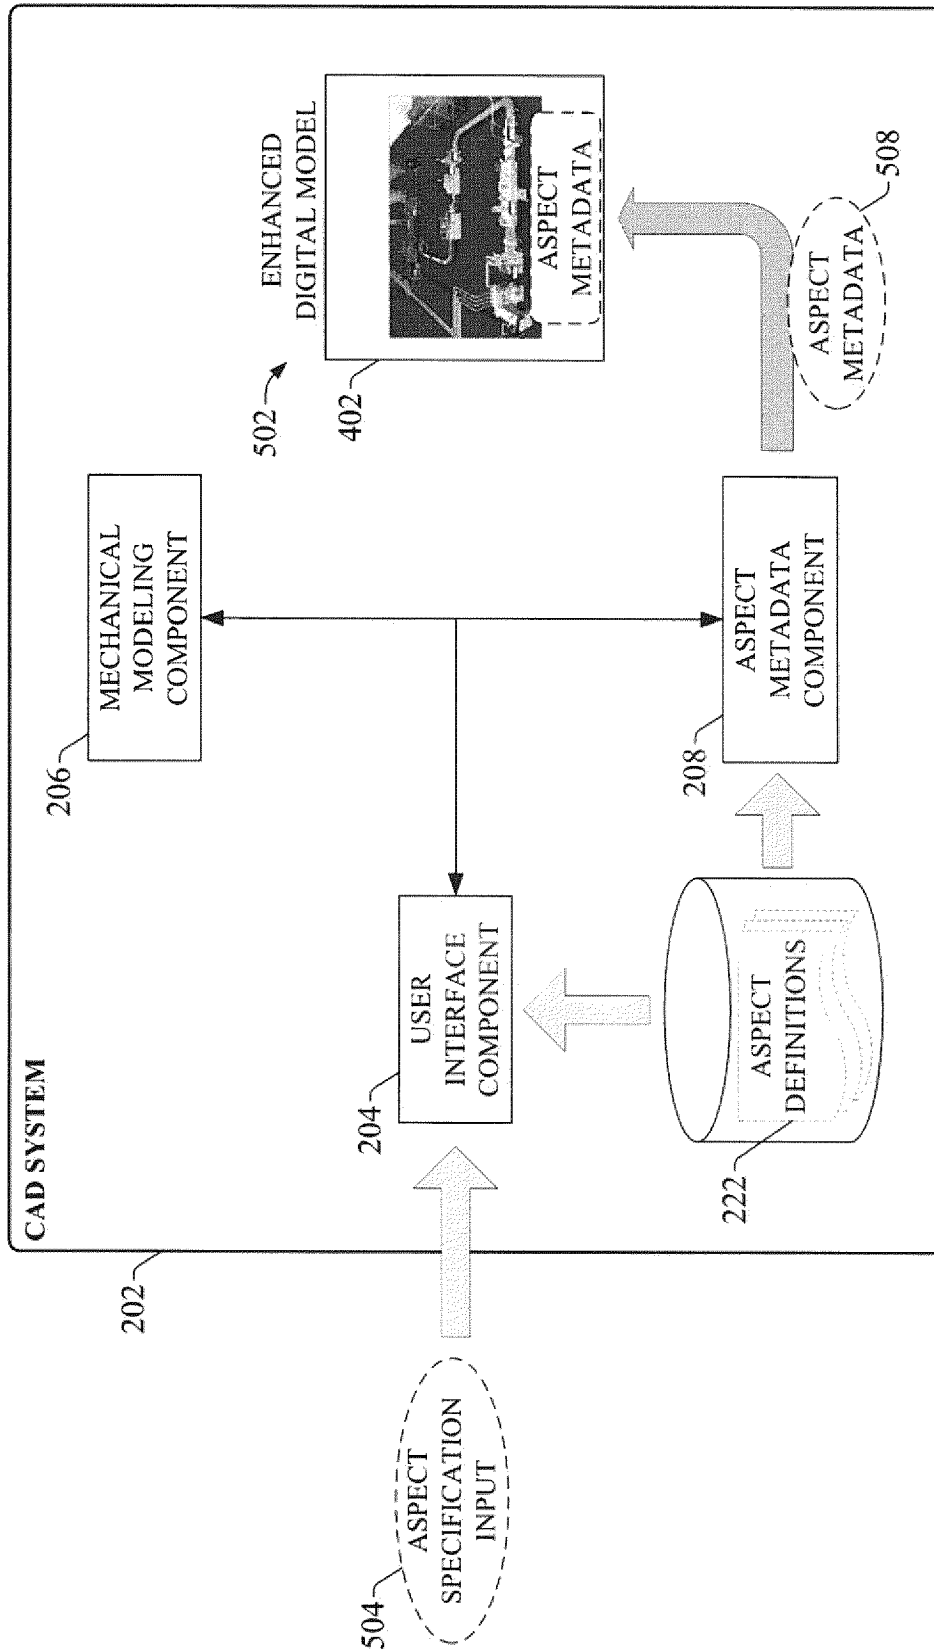 CAD SYSTEM
202
504
ASPECT
SPECIFICATION
INPUT
204
USER
INTERFACE
COMPONENT
222
ASPECT
DEFINITIONS
206
MECHANICAL
MODELING
COMPONENT
208
ASPECT
METADATA
COMPONENT
502
ENHANCED
DIGITAL MODEL
402
ASPECT
METADATA
ASPECT
METADATA
508